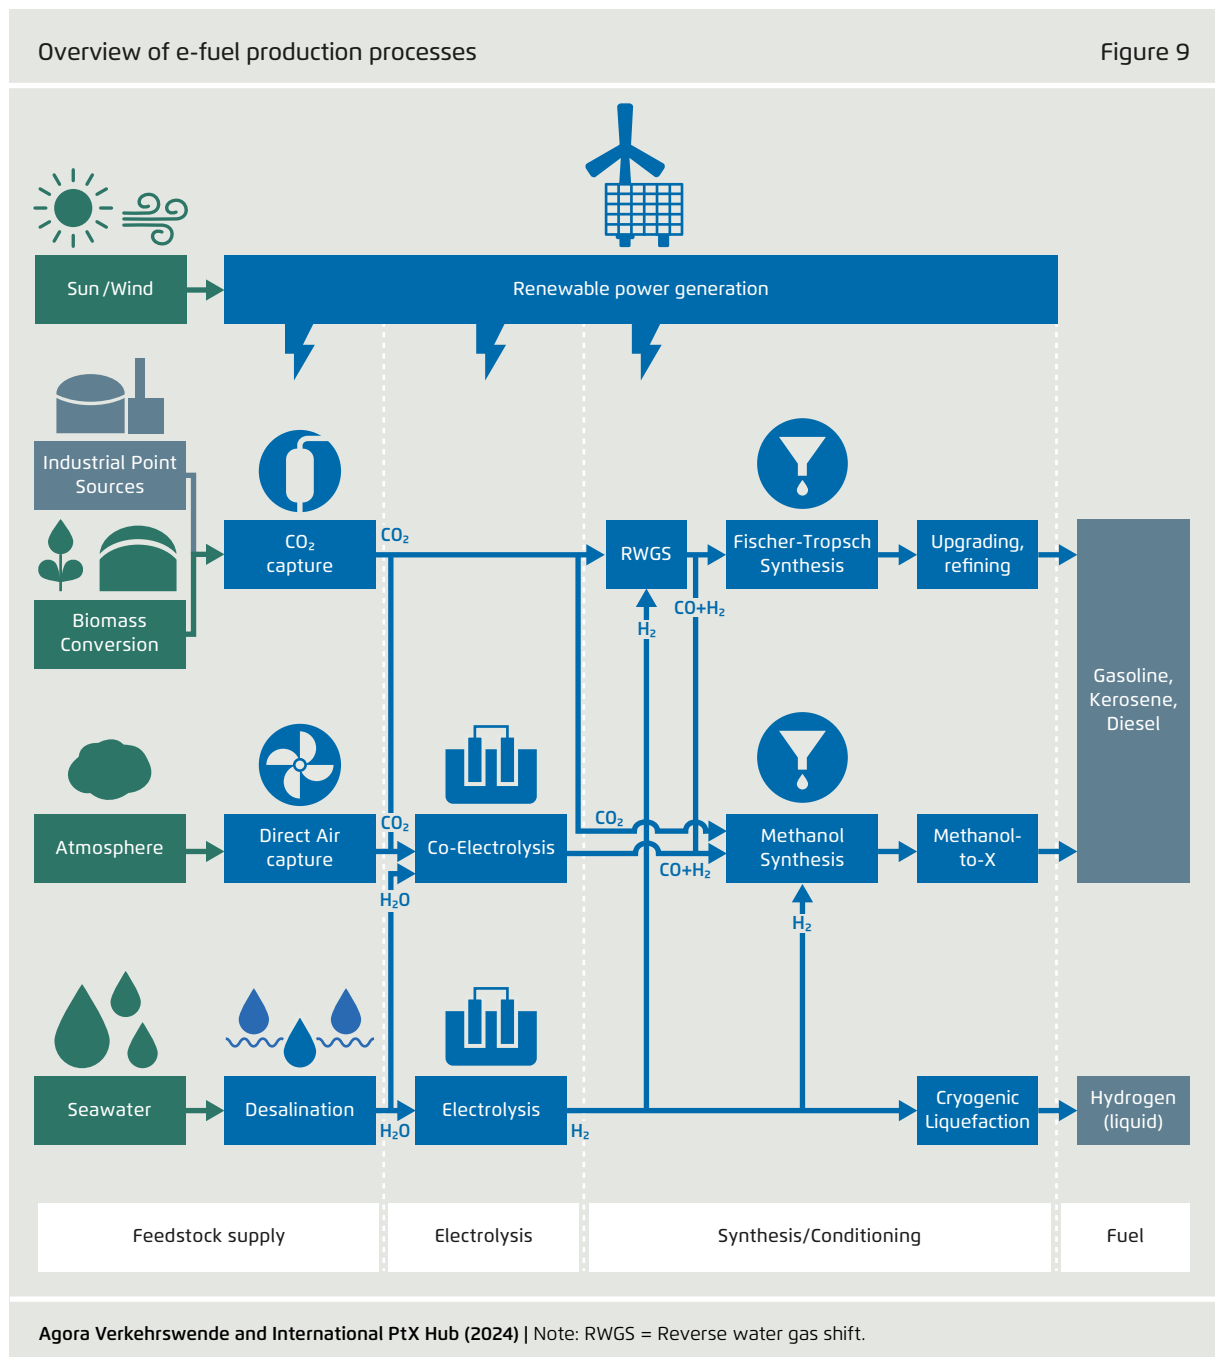 Overview of e-fuel production processes
Figure 9
Sun/Wind
Renewable power generation
Industrial Point
Sources
CO₂
capture
CO₂
RWGS
Fischer-Tropsch
Synthesis
Upgrading,
refining
Biomass
Conversion
CO+H₂
H₂
Gasoline,
Kerosene,
Diesel
Atmosphere
Direct Air
capture
CO₂
Co-Electrolysis
CO₂
Methanol
Synthesis
Methanol-
to-X
CO+H₂
H₂O
H₂
Seawater
Desalination
H₂O
Electrolysis
H₂
Cryogenic
Liquefaction
Hydrogen
(liquid)
Feedstock supply
Electrolysis
Synthesis/Conditioning
Fuel
Agora Verkehrswende and International PtX Hub (2024) | Note: RWGS = Reverse water gas shift.